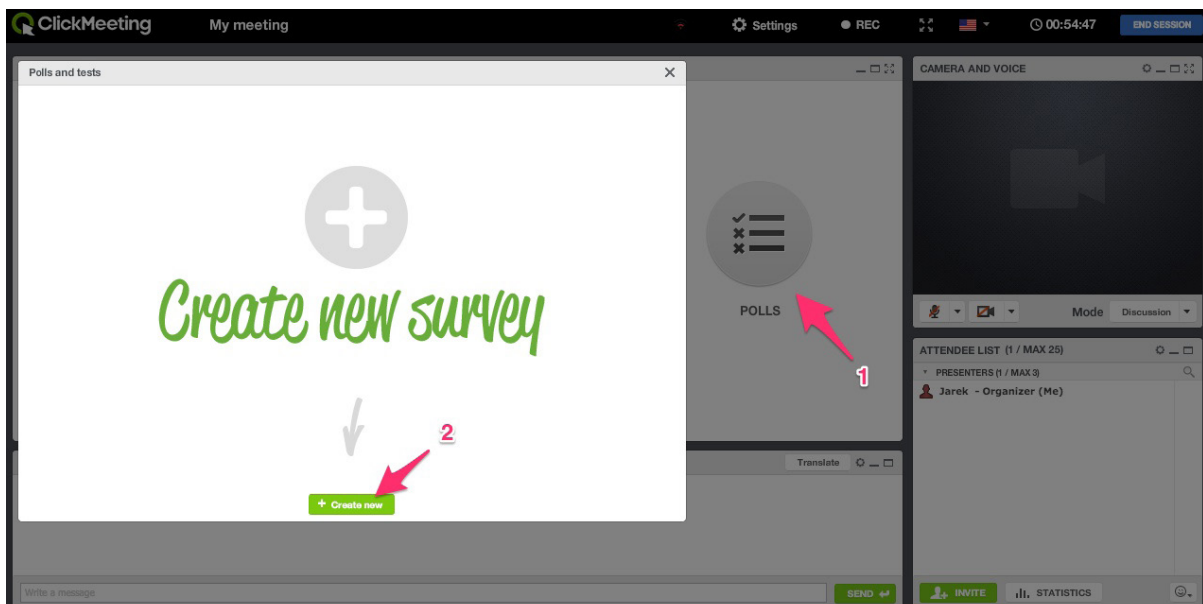 ClickMeeting
My meeting
Settings
REC
00:54:47
END SESSION
Polls and tests
Create new survey
+ Create new
2
POLLS
1
CAMERA AND VOICE
Mode
Discussion
ATTENDEE LIST (1 / MAX 25)
PRESENTERS (1 / MAX 3)
Jarek - Organizer (Me)
Translate
Write a message
SEND
INVITE
STATISTICS